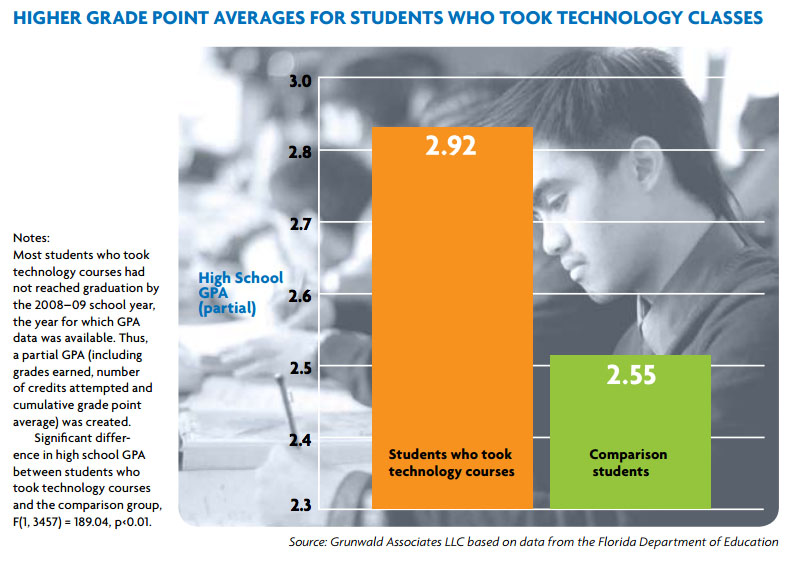 HIGHER GRADE POINT AVERAGES FOR STUDENTS WHO TOOK TECHNOLOGY CLASSES
3.0
2.8
2.7
2.6
2.5
2.4
2.3
High School
GPA
(partial)
2.92
Students who took
technology courses
2.55
Comparison
students
Notes:
Most students who took
technology courses had
not reached graduation by
the 2008–09 school year,
the year for which GPA
data was available. Thus,
a partial GPA (including
grades earned, number
of credits attempted and
cumulative grade point
average) was created.
Significant differ-
ence in high school GPA
between students who
took technology courses
and the comparison group,
F(1, 3457) = 189.04, p<0.01.
Source: Grunwald Associates LLC based on data from the Florida Department of Education